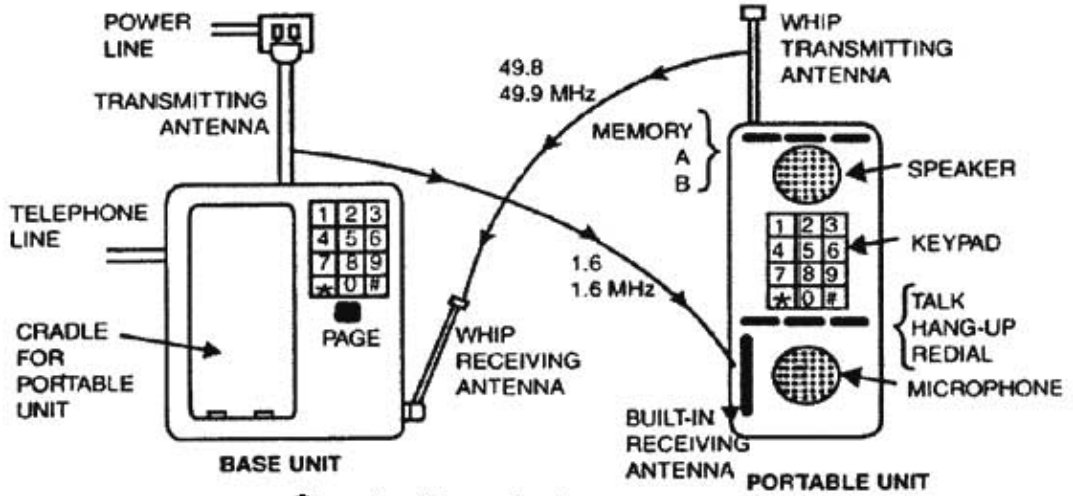 POWER
LINE
TRANSMITTING
ANTENNA
TELEPHONE
LINE
CRADLE
FOR
PORTABLE
UNIT
1 2 3
4 5 6
7 8 9
* 0 #
PAGE
BASE UNIT
WHIP
RECEIVING
ANTENNA
49.8
49.9 MHz
1.6
1.6 MHz
WHIP
TRANSMITTING
ANTENNA
MEMORY
A
B
SPEAKER
1 2 3
4 5 6
7 8 9
* 0 #
KEYPAD
TALK
HANG-UP
REDIAL
MICROPHONE
BUILT-IN
RECEIVING
ANTENNA
PORTABLE UNIT